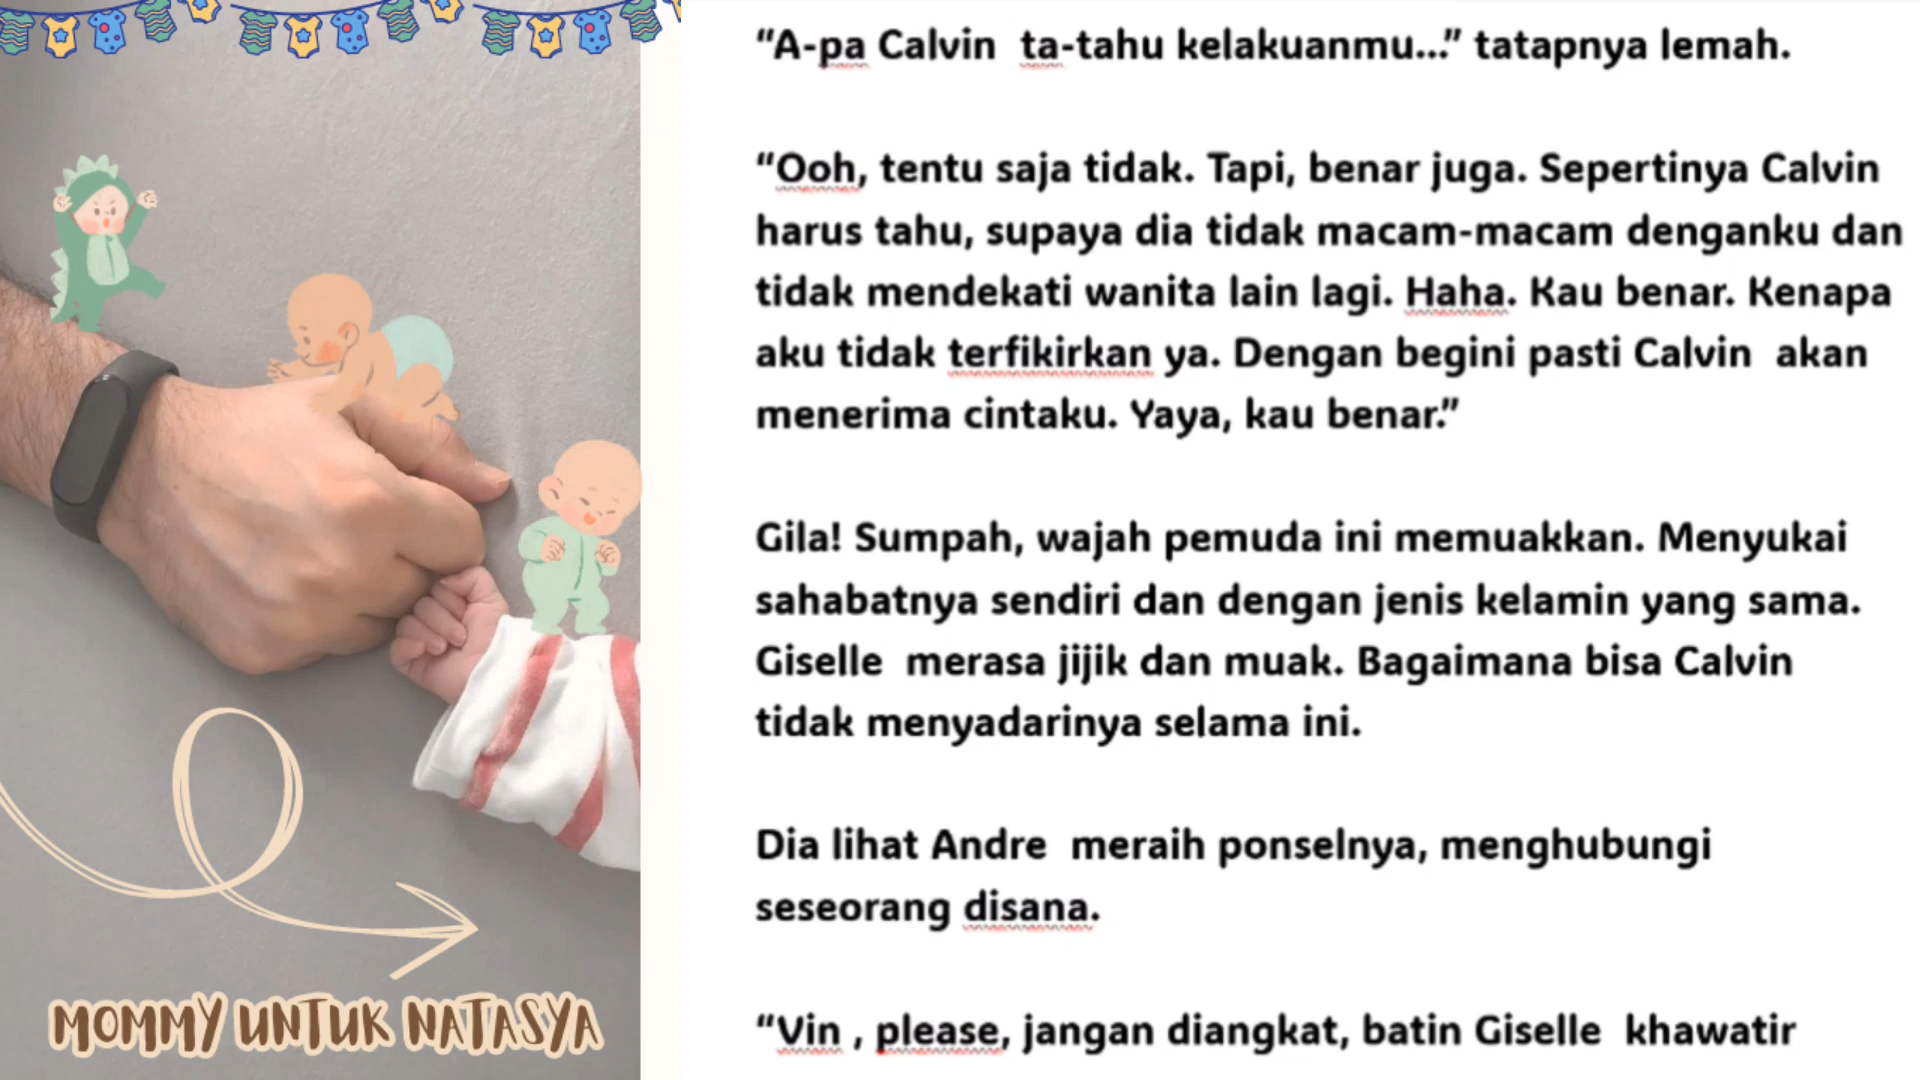 “A-pa Calvin  ta-tahu kelakuanmu...” tatapnya lemah.
“Ooh, tentu saja tidak. Tapi, benar juga. Sepertinya Calvin
harus tahu, supaya dia tidak macam-macam denganku dan
tidak mendekati wanita lain lagi. Haha. Kau benar. Kenapa
aku tidak terfikirkan ya. Dengan begini pasti Calvin  akan
menerima cintaku. Yaya, kau benar.”
Gila! Sumpah, wajah pemuda ini memuakkan. Menyukai
sahabatnya sendiri dan dengan jenis kelamin yang sama.
Giselle  merasa jijik dan muak. Bagaimana bisa Calvin
tidak menyadarinya selama ini.
Dia lihat Andre  meraih ponselnya, menghubungi
seseorang disana.
“Vin , please, jangan diangkat, batin Giselle  khawatir
MOMMY UNTUK NATASYA